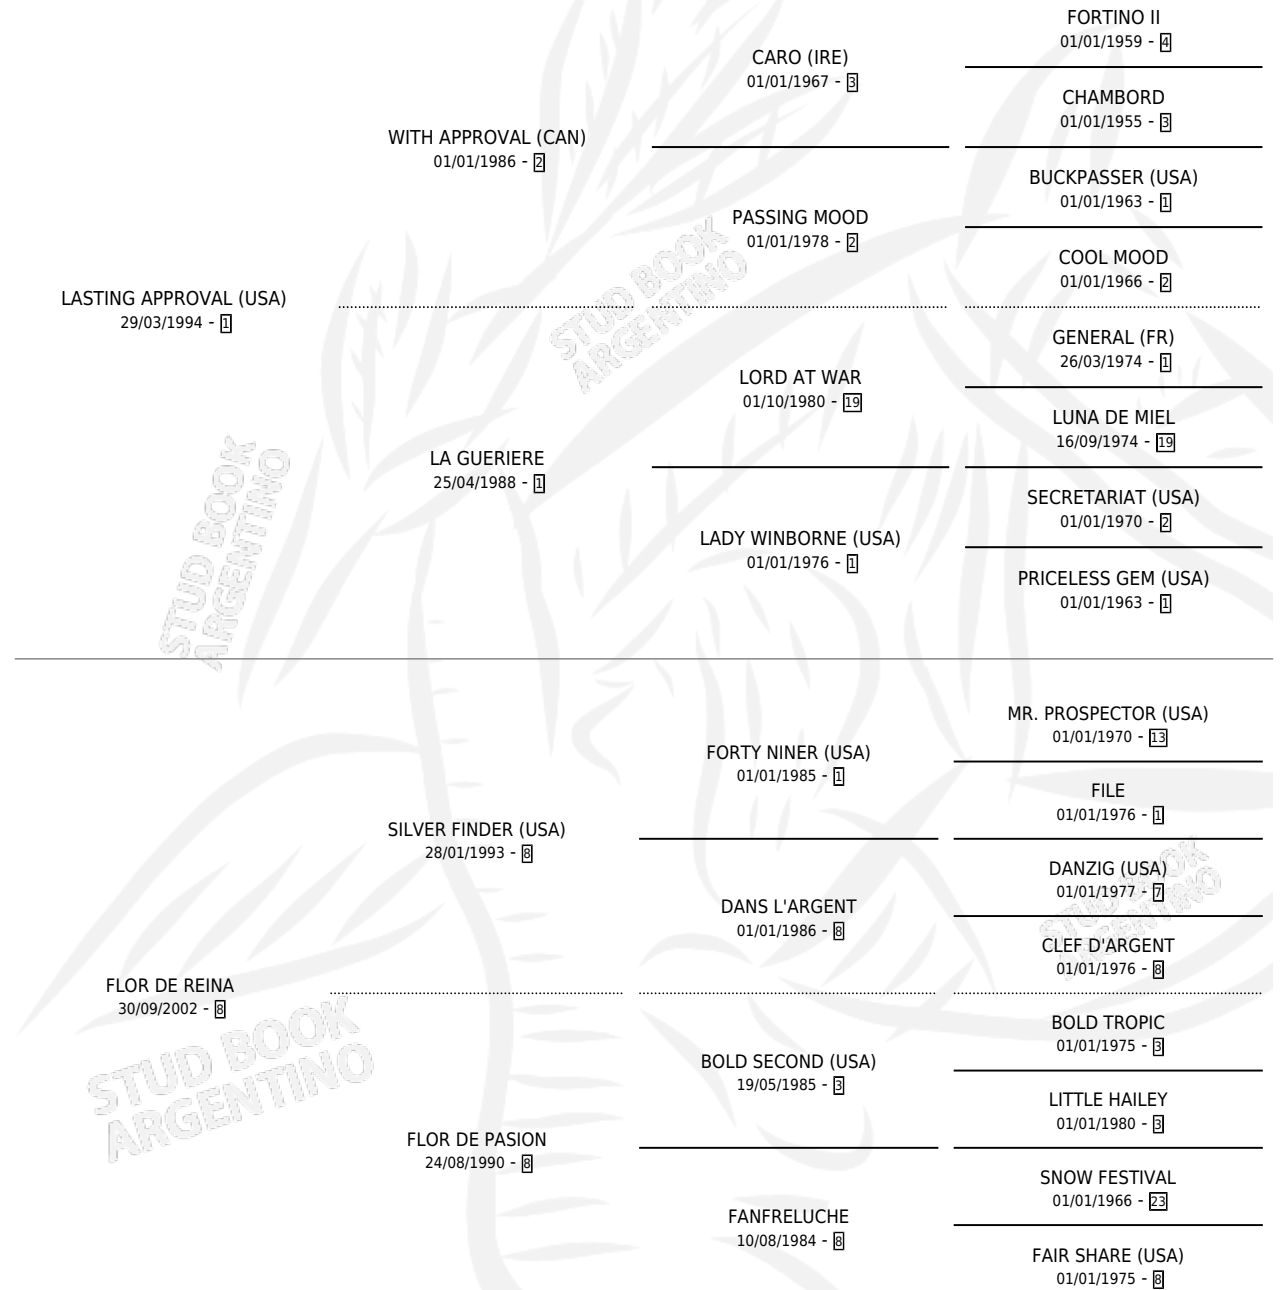 FORTINO II
01/01/1959 - 4
CARO (IRE)
01/01/1967 - 3
CHAMBORD
01/01/1955 - 3
WITH APPROVAL (CAN)
01/01/1986 - 2
BUCKPASSER (USA)
01/01/1963 - 1
PASSING MOOD
01/01/1978 - 2
COOL MOOD
01/01/1966 - 2
LASTING APPROVAL (USA)
29/03/1994 - 1
STUD BOOK
ARGENTINO
GENERAL (FR)
26/03/1974 - 1
LORD AT WAR
01/10/1980 - 19
LUNA DE MIEL
16/09/1974 - 19
LA GUERIERE
25/04/1988 - 1
SECRETARIAT (USA)
01/01/1970 - 2
LADY WINBORNE (USA)
01/01/1976 - 1
PRICELESS GEM (USA)
01/01/1963 - 1
STUD BOOK
ARGENTINO
MR. PROSPECTOR (USA)
01/01/1970 - 13
FORTY NINER (USA)
01/01/1985 - 1
FILE
01/01/1976 - 1
SILVER FINDER (USA)
28/01/1993 - 8
DANZIG (USA)
01/01/1977 - 7
DANS L'ARGENT
01/01/1986 - 8
CLEF D'ARGENT
01/01/1976 - 8
STUD BOOK
ARGENTINO
FLOR DE REINA
30/09/2002 - 8
BOLD TROPIC
01/01/1975 - 3
BOLD SECOND (USA)
19/05/1985 - 3
LITTLE HAILEY
01/01/1980 - 3
STUD BOOK
ARGENTINO
FLOR DE PASION
24/08/1990 - 8
SNOW FESTIVAL
01/01/1966 - 23
FANFRELUCHE
10/08/1984 - 8
FAIR SHARE (USA)
01/01/1975 - 8